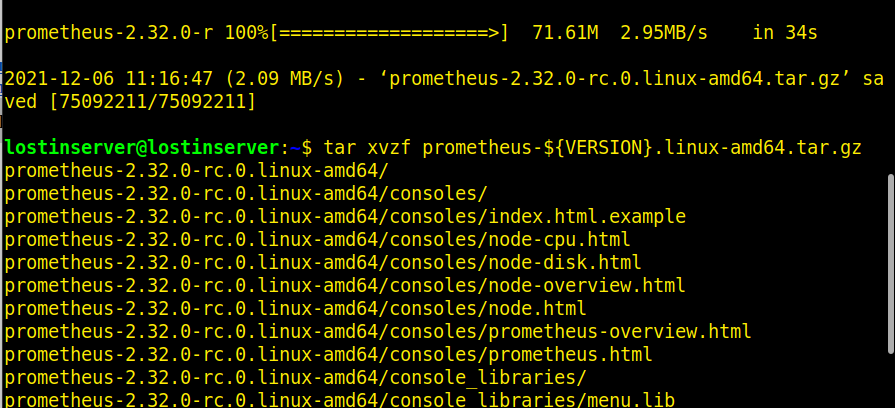 prometheus-2.32.0-r 100%[===================>]  71.61M  2.95MB/s    in 34s
2021-12-06 11:16:47 (2.09 MB/s) - ‘prometheus-2.32.0-rc.0.linux-amd64.tar.gz’ sa
ved [75092211/75092211]
lostinserver@lostinserver:~$ tar xvzf prometheus-${VERSION}.linux-amd64.tar.gz
prometheus-2.32.0-rc.0.linux-amd64/
prometheus-2.32.0-rc.0.linux-amd64/consoles/
prometheus-2.32.0-rc.0.linux-amd64/consoles/index.html.example
prometheus-2.32.0-rc.0.linux-amd64/consoles/node-cpu.html
prometheus-2.32.0-rc.0.linux-amd64/consoles/node-disk.html
prometheus-2.32.0-rc.0.linux-amd64/consoles/node-overview.html
prometheus-2.32.0-rc.0.linux-amd64/consoles/node.html
prometheus-2.32.0-rc.0.linux-amd64/consoles/prometheus-overview.html
prometheus-2.32.0-rc.0.linux-amd64/consoles/prometheus.html
prometheus-2.32.0-rc.0.linux-amd64/console_libraries/
prometheus-2.32.0-rc.0.linux-amd64/console_libraries/menu.lib